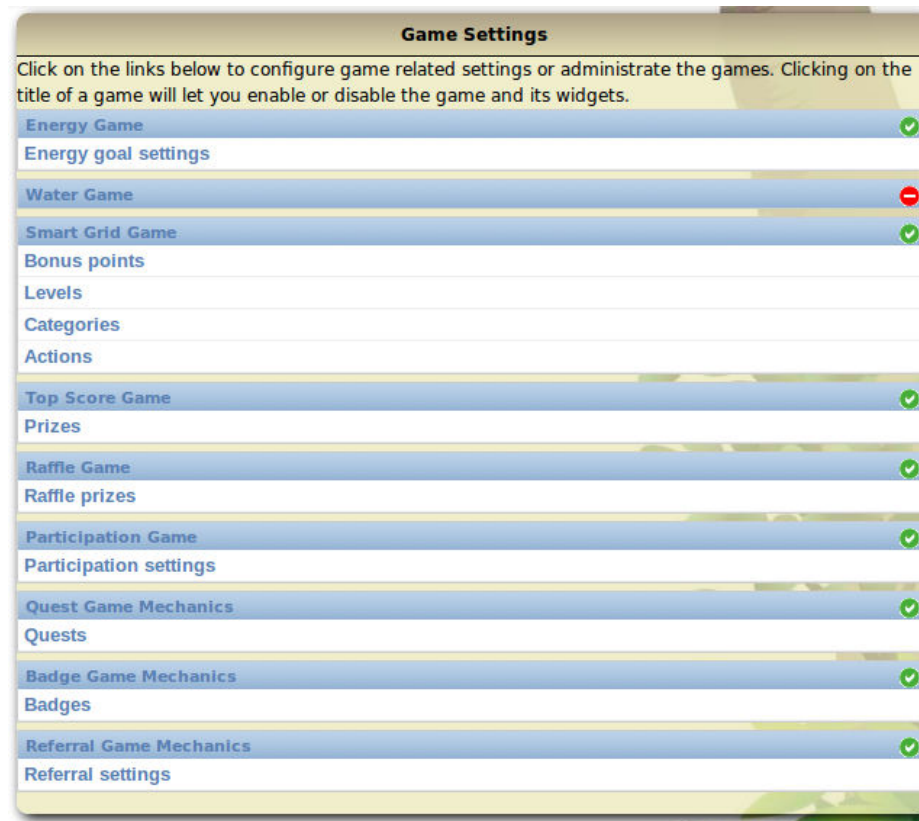 Game Settings
Click on the links below to configure game related settings or administrate the games. Clicking on the
title of a game will let you enable or disable the game and its widgets.
Energy Game
Energy goal settings
Water Game
Smart Grid Game
Bonus points
Levels
Categories
Actions
Top Score Game
Prizes
Raffle Game
Raffle prizes
Participation Game
Participation settings
Quest Game Mechanics
Quests
Badge Game Mechanics
Badges
Referral Game Mechanics
Referral settings